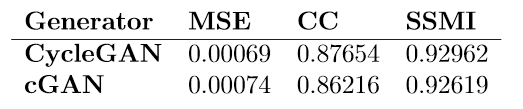 Generator MSE CC SSMI
CycleGAN 0.00069 0.87654 0.92962
cGAN 0.00074 0.86216 0.92619